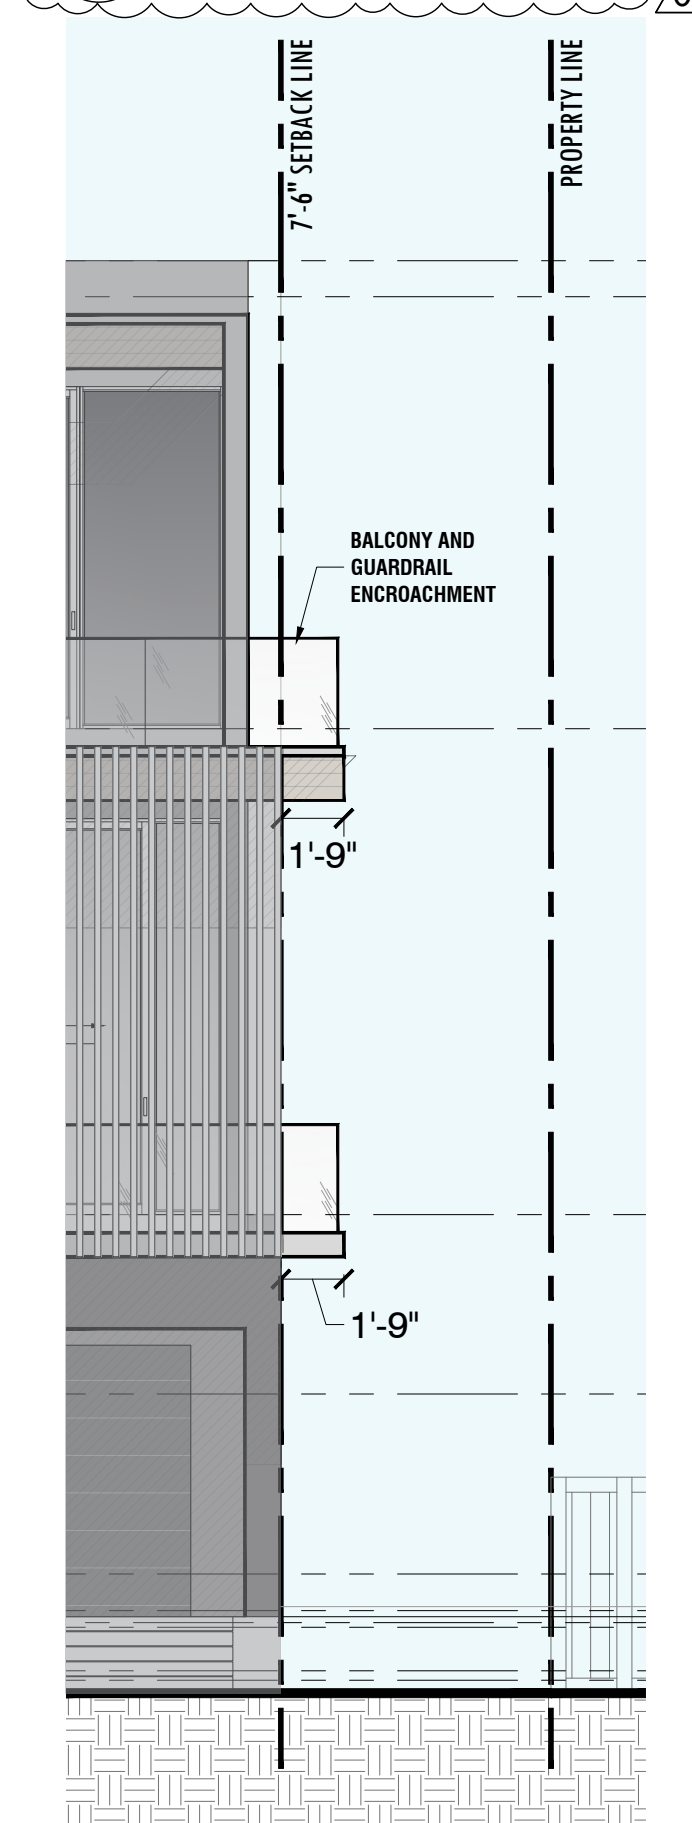 7'-6" SETBACK LINE
PROPERTY LINE
BALCONY AND
GUARDRAIL
ENCROACHMENT
1'-9"
1'-9"